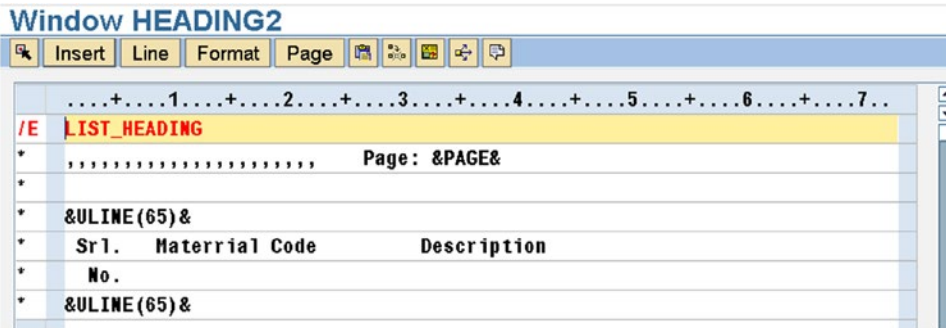 Window HEADING2
Insert Line Format Page
....+....1....+....2....+....3....+....4....+....5....+....6....+....7..
/E LIST_HEADING
* ,,,,,,,,,,,,,,,,,,,,,, Page: &PAGE&
*
* &ULINE(65)&
* Srl. Materrial Code Description
* No.
* &ULINE(65)&